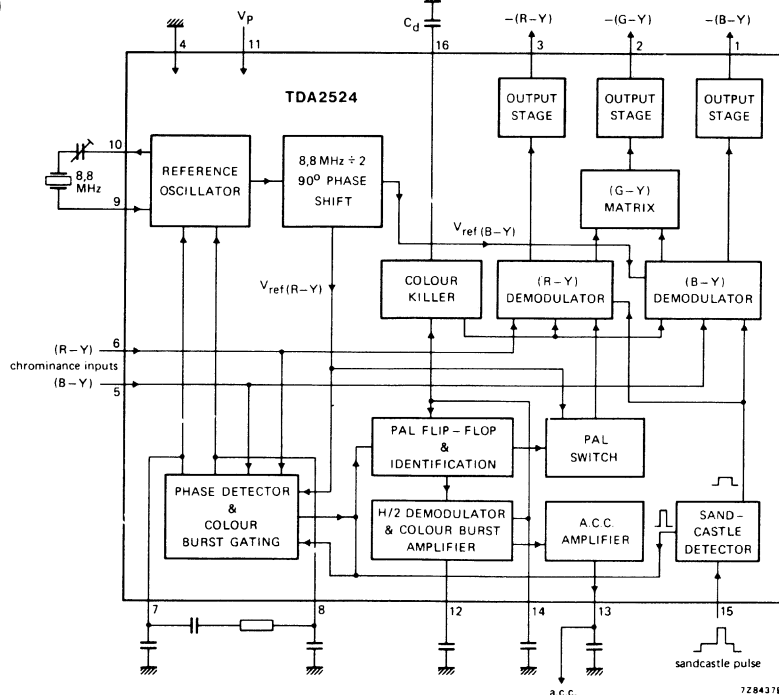 V_P
C_d
-(R-Y)
-(G-Y)
-(B-Y)
4
11
16
3
2
1
TDA2524
OUTPUT
STAGE
OUTPUT
STAGE
OUTPUT
STAGE
10
8,8
MHz
9
REFERENCE
OSCILLATOR
8,8 MHz ÷ 2
90° PHASE
SHIFT
(G-Y)
MATRIX
V_ref (B-Y)
V_ref (R-Y)
COLOUR
KILLER
(R-Y)
DEMODULATOR
(B-Y)
DEMODULATOR
(R-Y)
6
chrominance inputs
(B-Y)
5
PAL FLIP-FLOP
&
IDENTIFICATION
PAL
SWITCH
PHASE DETECTOR
&
COLOUR
BURST GATING
H/2 DEMODULATOR
& COLOUR BURST
AMPLIFIER
A.C.C.
AMPLIFIER
SAND-
CASTLE
DETECTOR
7
8
12
14
13
15
sandcastle pulse
a.c.c.